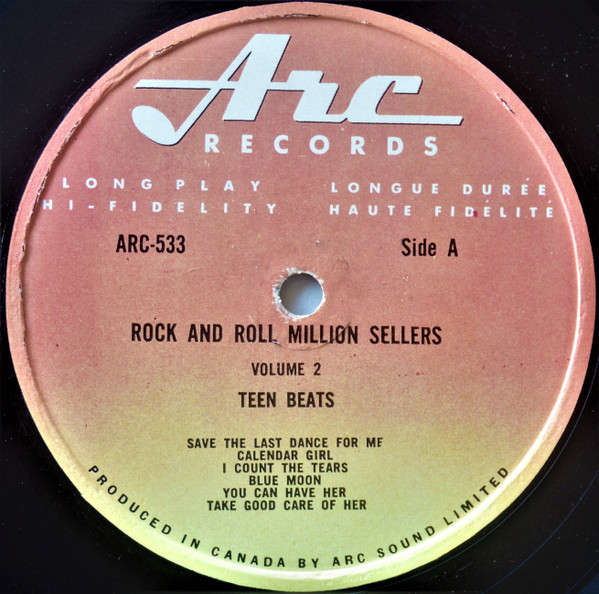 Arc
RECORDS
LONG PLAY
HI-FIDELITY
LONGUE DURÉE
HAUTE FIDÉLITÉ
ARC-533
Side A
ROCK AND ROLL MILLION SELLERS
VOLUME 2
TEEN BEATS
SAVE THE LAST DANCE FOR ME
CALENDAR GIRL
I COUNT THE TEARS
BLUE MOON
YOU CAN HAVE HER
TAKE GOOD CARE OF HER
PRODUCED IN CANADA BY ARC SOUND LIMITED